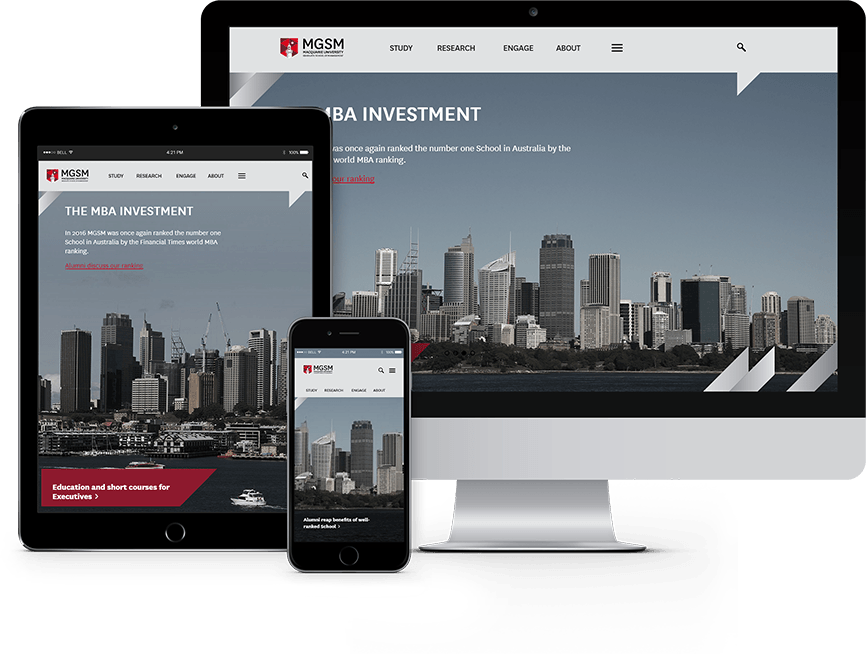 MGSM
MACQUARIE UNIVERSITY
STUDY RESEARCH ENGAGE ABOUT
MBA INVESTMENT
was once again ranked the number one School in Australia by the
world MBA ranking.
our ranking
BELL 4:21 PM 100%
MGSM
STUDY RESEARCH ENGAGE ABOUT
THE MBA INVESTMENT
In 2016 MGSM was once again ranked the number one
School in Australia by the Financial Times world MBA
ranking.
Alumni discuss our ranking
Education and short courses for
Executives >
BELL 4:21 PM 100%
MGSM
STUDY RESEARCH ENGAGE ABOUT
Alumni reap benefits of well-
ranked School >